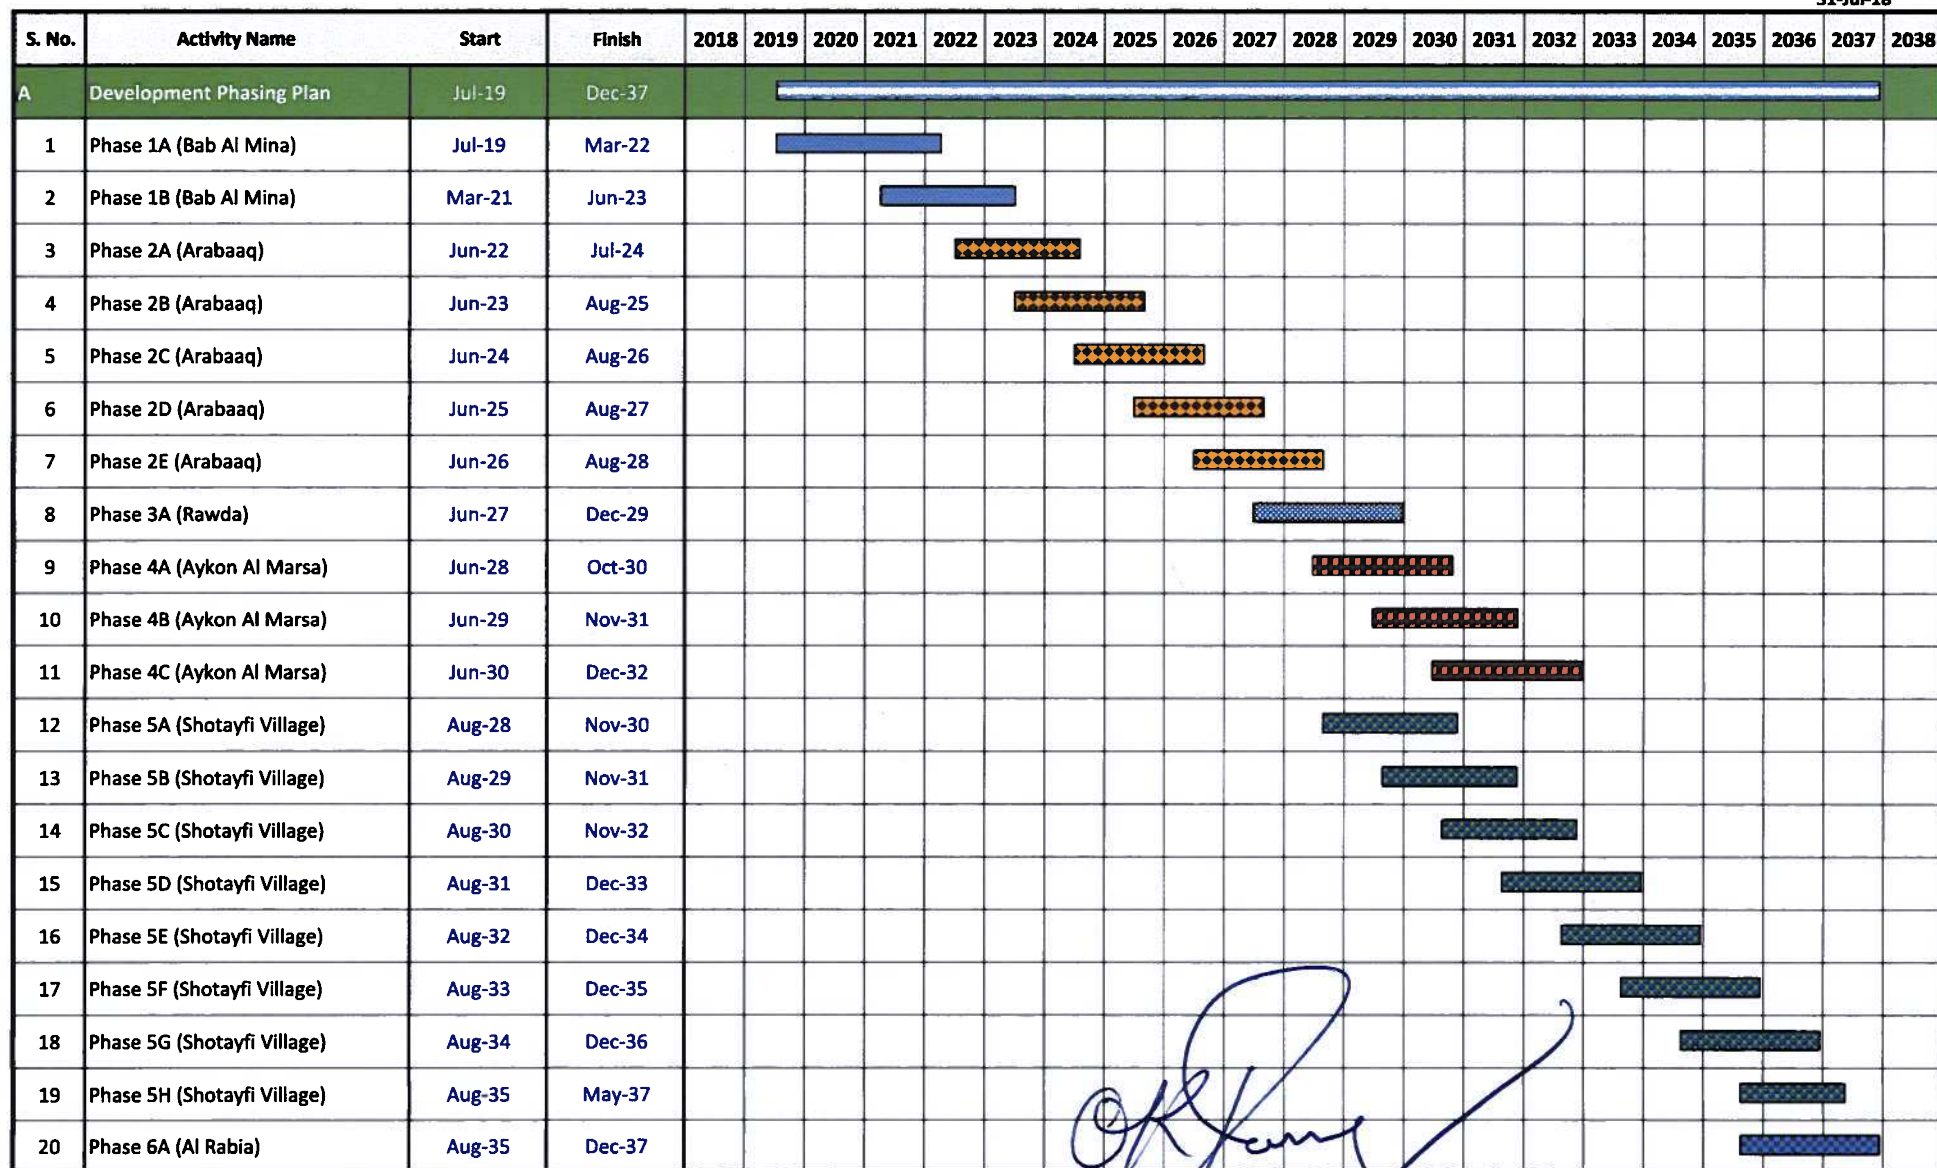 31-Jul-18
S. No. Activity Name Start Finish 2018 2019 2020 2021 2022 2023 2024 2025 2026 2027 2028 2029 2030 2031 2032 2033 2034 2035 2036 2037 2038
A Development Phasing Plan Jul-19 Dec-37
1 Phase 1A (Bab Al Mina) Jul-19 Mar-22
2 Phase 1B (Bab Al Mina) Mar-21 Jun-23
3 Phase 2A (Arabaaq) Jun-22 Jul-24
4 Phase 2B (Arabaaq) Jun-23 Aug-25
5 Phase 2C (Arabaaq) Jun-24 Aug-26
6 Phase 2D (Arabaaq) Jun-25 Aug-27
7 Phase 2E (Arabaaq) Jun-26 Aug-28
8 Phase 3A (Rawda) Jun-27 Dec-29
9 Phase 4A (Aykon Al Marsa) Jun-28 Oct-30
10 Phase 4B (Aykon Al Marsa) Jun-29 Nov-31
11 Phase 4C (Aykon Al Marsa) Jun-30 Dec-32
12 Phase 5A (Shotayfi Village) Aug-28 Nov-30
13 Phase 5B (Shotayfi Village) Aug-29 Nov-31
14 Phase 5C (Shotayfi Village) Aug-30 Nov-32
15 Phase 5D (Shotayfi Village) Aug-31 Dec-33
16 Phase 5E (Shotayfi Village) Aug-32 Dec-34
17 Phase 5F (Shotayfi Village) Aug-33 Dec-35
18 Phase 5G (Shotayfi Village) Aug-34 Dec-36
19 Phase 5H (Shotayfi Village) Aug-35 May-37
20 Phase 6A (Al Rabia) Aug-35 Dec-37